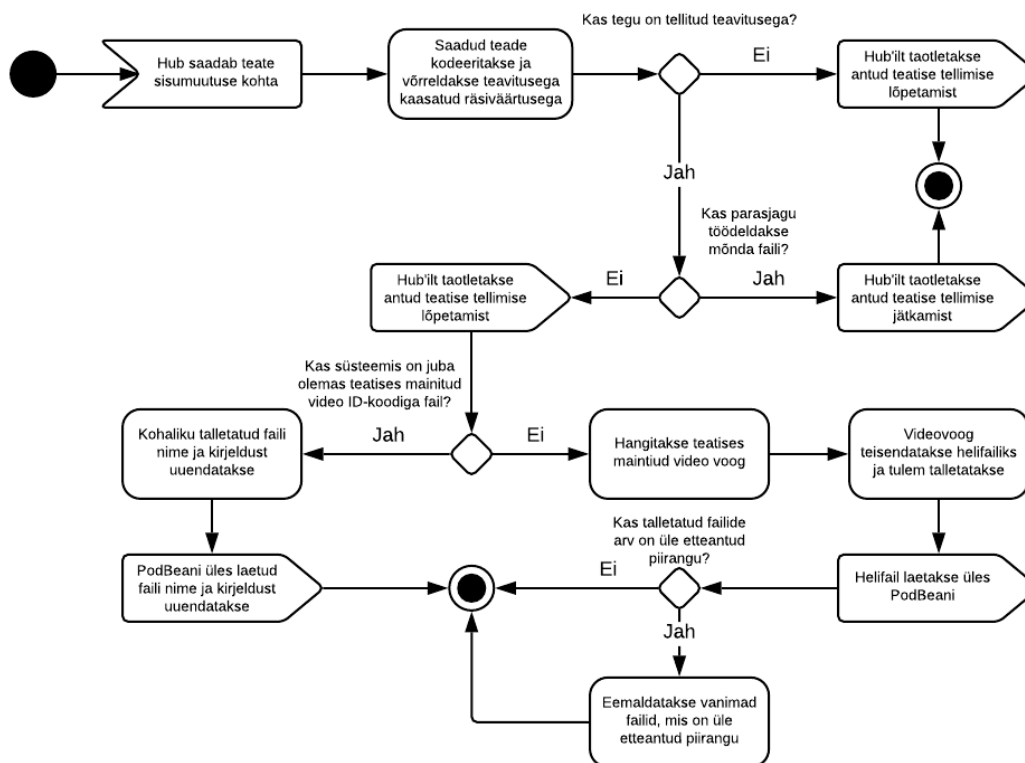 Kas tegu on tellitud teavitusega?
Hub saadab teate
sisumuutuse kohta
Saadud teade
kodeeritakse ja
võrreldakse teavitusega
kaasatud räsiväärtusega
Ei
Hub'ilt taotletakse
antud teatise tellimise
lõpetamist
Jah
Kas parasjagu
töödeldakse
mõnda faili?
Hub'ilt taotletakse
antud teatise tellimise
lõpetamist
Ei
Jah
Hub'ilt taotletakse
antud teatise tellimise
jätkamist
Kas süsteemis on juba
olemas teatises mainitud
video ID-koodiga fail?
Kohaliku talletatud faili
nime ja kirjeldust
uuendatakse
Jah
Ei
Hangitakse teatises
maintiud video voog
Videovoog
teisendatakse helifailiks
ja tulem talletatakse
Kas talletatud failide
arv on üle etteantud
piirangu?
PodBeani üles laetud
faili nime ja kirjeldust
uuendatakse
Ei
Helifail laetakse üles
PodBeani
Jah
Eemaldatakse vanimad
failid, mis on üle
etteantud piirangu